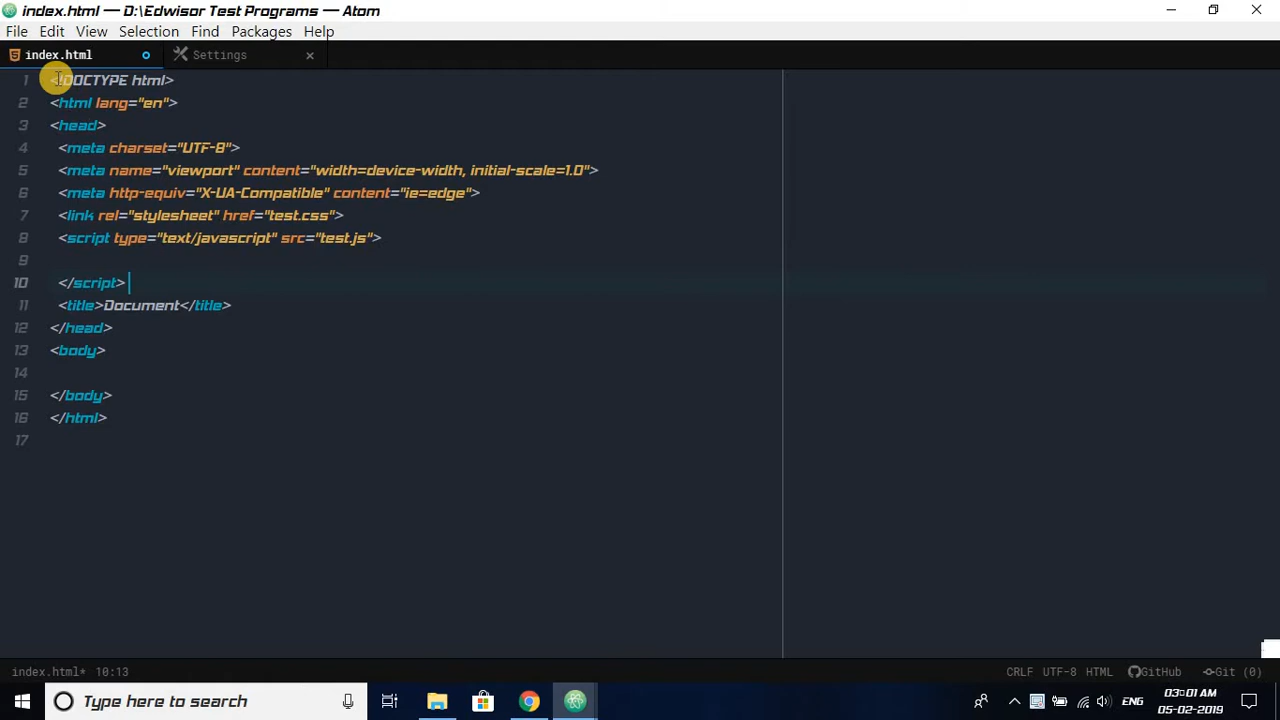 index.html — D:\Edwisor Test Programs — Atom
File Edit View Selection Find Packages Help
index.html Settings
1 <!DOCTYPE html>
2 <html lang="en">
3 <head>
4 <meta charset="UTF-8">
5 <meta name="viewport" content="width=device-width, initial-scale=1.0">
6 <meta http-equiv="X-UA-Compatible" content="ie=edge">
7 <link rel="stylesheet" href="test.css">
8 <script type="text/javascript" src="test.js">
9
10 </script>
11 <title>Document</title>
12 </head>
13 <body>
14
15 </body>
16 </html>
17
index.html* 10:13 CRLF UTF-8 HTML GitHub Git (0)
Type here to search ENG 03:01 AM
05-02-2019